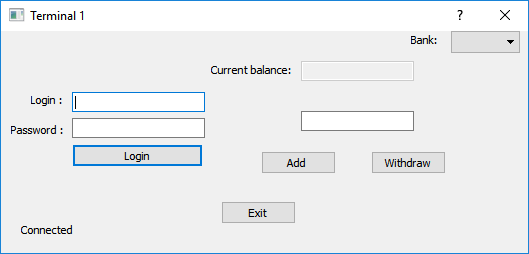 Terminal 1
Bank:
Current balance:
Login :
Password :
Login
Add
Withdraw
Exit
Connected